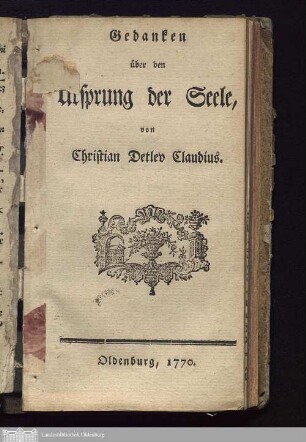 Gedanken
über den
Ursprung der Seele,
von
Christian Detlev Claudius.
Oldenburg, 1770.
Landesbibliothek Oldenburg